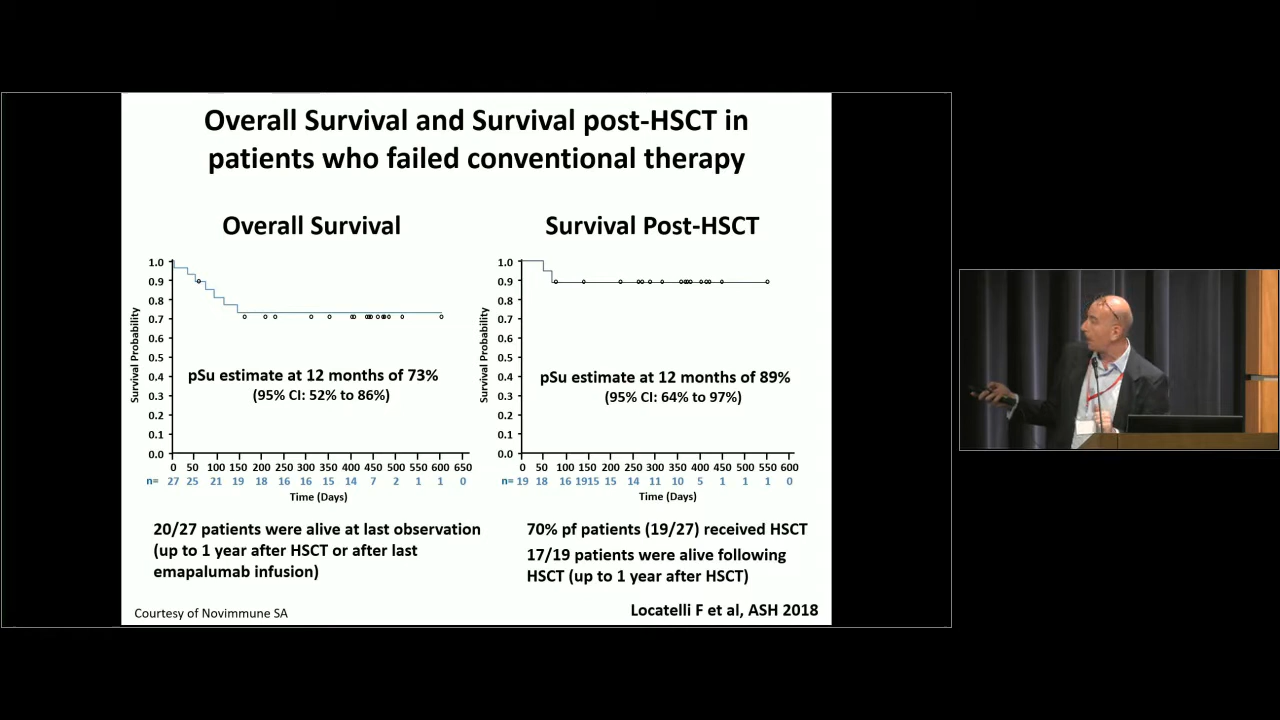 Overall Survival and Survival post-HSCT in
patients who failed conventional therapy
Overall Survival
Survival Probability
1.0
0.9
0.8
0.7
0.6
0.5
0.4
0.3
0.2
0.1
0.0
pSu estimate at 12 months of 73%
(95% CI: 52% to 86%)
0 50 100 150 200 250 300 350 400 450 500 550 600 650
n= 27 25 21 19 18 16 16 15 14 7 2 1 1 0
Time (Days)
20/27 patients were alive at last observation
(up to 1 year after HSCT or after last
emapalumab infusion)
Survival Post-HSCT
Survival Probability
1.0
0.9
0.8
0.7
0.6
0.5
0.4
0.3
0.2
0.1
0.0
pSu estimate at 12 months of 89%
(95% CI: 64% to 97%)
0 50 100 150 200 250 300 350 400 450 500 550 600
n= 19 18 16 1915 15 14 11 10 5 1 1 1 0
Time (Days)
70% pf patients (19/27) received HSCT
17/19 patients were alive following
HSCT (up to 1 year after HSCT)
Courtesy of Novimmune SA
Locatelli F et al, ASH 2018